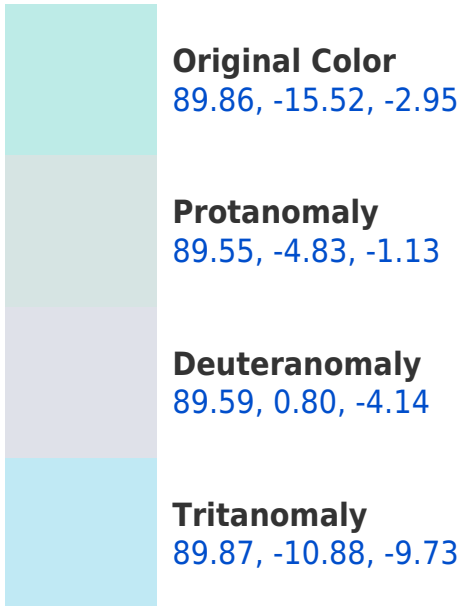 Original Color
89.86, -15.52, -2.95
Protanomaly
89.55, -4.83, -1.13
Deuteranomaly
89.59, 0.80, -4.14
Tritanomaly
89.87, -10.88, -9.73